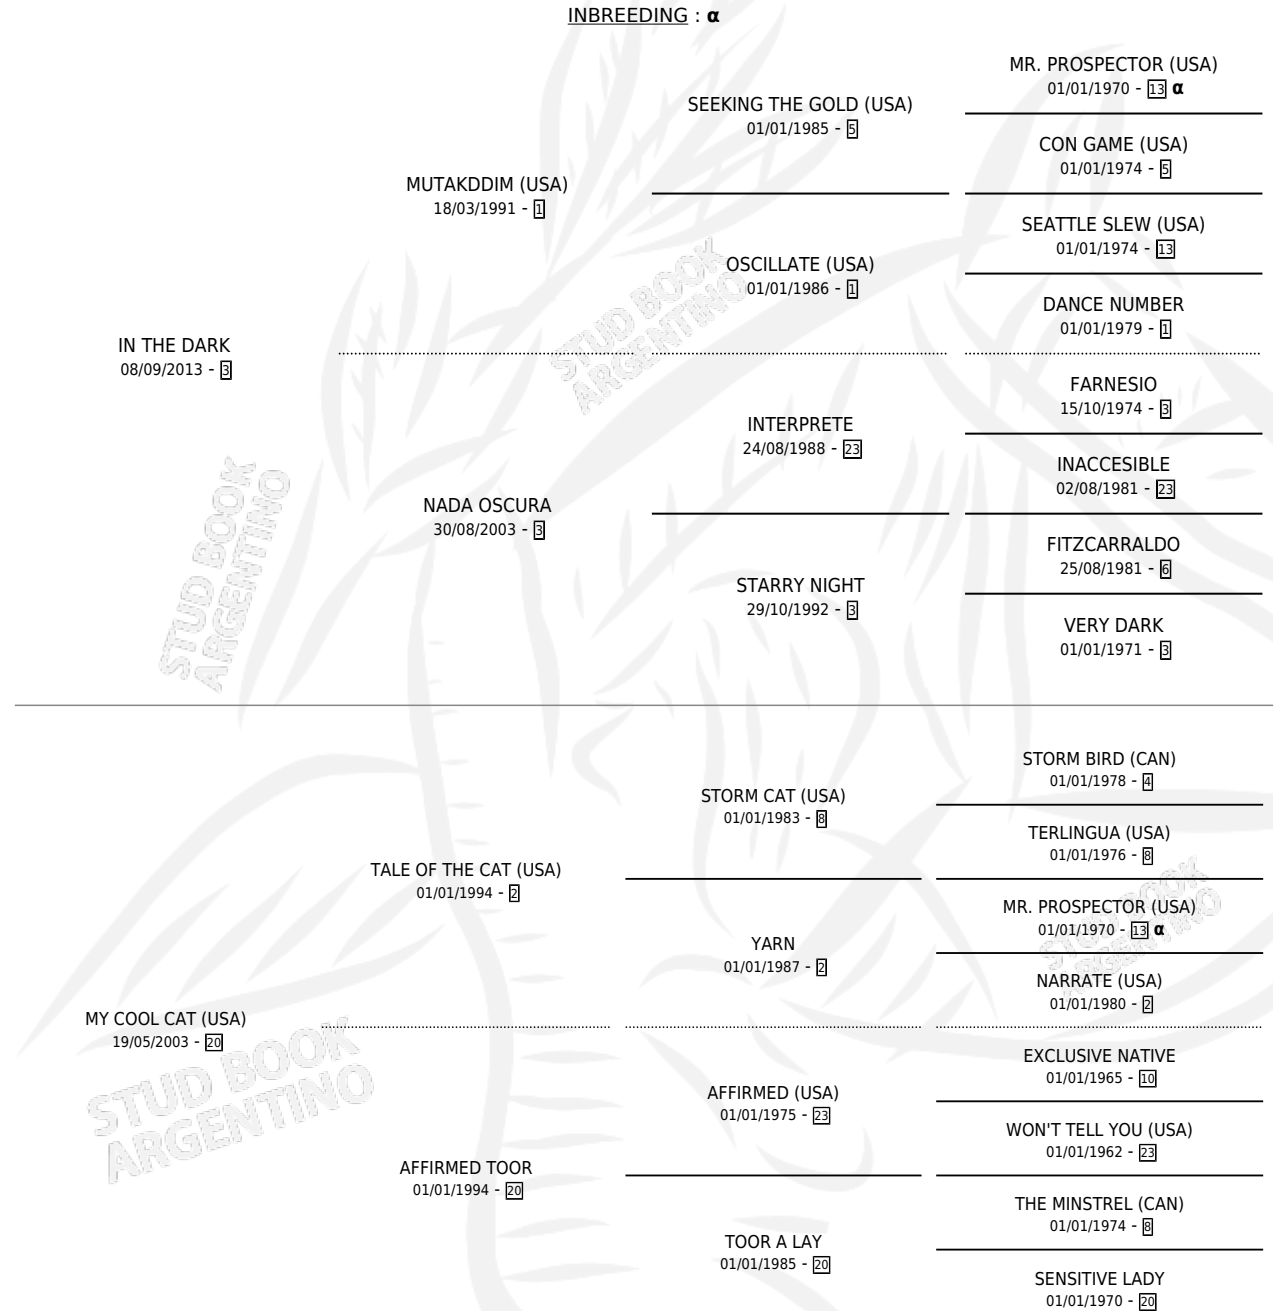 INBREEDING : α
MR. PROSPECTOR (USA)
01/01/1970 - 13 α
SEEKING THE GOLD (USA)
01/01/1985 - 5
CON GAME (USA)
01/01/1974 - 5
MUTAKDDIM (USA)
18/03/1991 - 1
SEATTLE SLEW (USA)
01/01/1974 - 13
OSCILLATE (USA)
01/01/1986 - 1
DANCE NUMBER
01/01/1979 - 1
IN THE DARK
08/09/2013 - 3
FARNESIO
15/10/1974 - 3
INTERPRETE
24/08/1988 - 23
INACCESIBLE
02/08/1981 - 23
NADA OSCURA
30/08/2003 - 3
FITZCARRALDO
25/08/1981 - 6
STARRY NIGHT
29/10/1992 - 3
VERY DARK
01/01/1971 - 3
STORM BIRD (CAN)
01/01/1978 - 4
STORM CAT (USA)
01/01/1983 - 8
TERLINGUA (USA)
01/01/1976 - 8
TALE OF THE CAT (USA)
01/01/1994 - 2
MR. PROSPECTOR (USA)
01/01/1970 - 13 α
YARN
01/01/1987 - 2
NARRATE (USA)
01/01/1980 - 2
MY COOL CAT (USA)
19/05/2003 - 20
EXCLUSIVE NATIVE
01/01/1965 - 10
AFFIRMED (USA)
01/01/1975 - 23
WON'T TELL YOU (USA)
01/01/1962 - 23
AFFIRMED TOOR
01/01/1994 - 20
THE MINSTREL (CAN)
01/01/1974 - 8
TOOR A LAY
01/01/1985 - 20
SENSITIVE LADY
01/01/1970 - 20
STUD BOOK
ARGENTINO
STUD BOOK
ARGENTINO
STUD BOOK
ARGENTINO
STUD BOOK
ARGENTINO